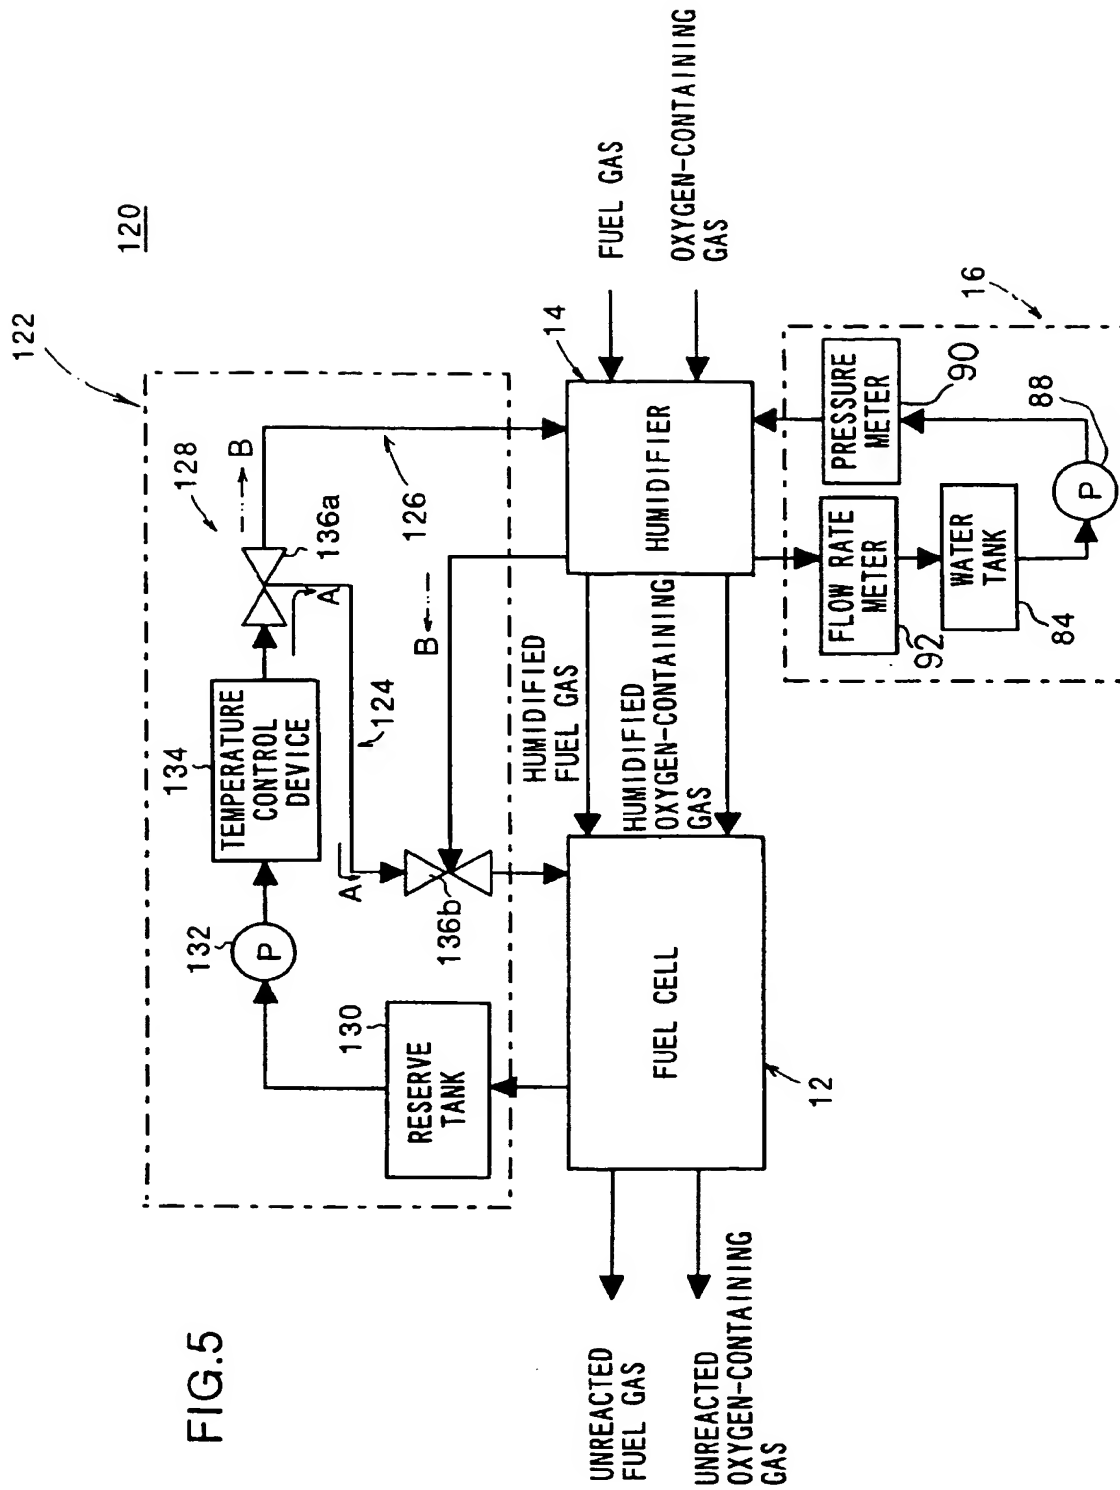 FIG.5
120
122
128
B
136a
126
134
TEMPERATURE
CONTROL
DEVICE
A
124
B
132
P
A
136b
130
RESERVE
TANK
HUMIDIFIED
FUEL GAS
HUMIDIFIED
OXYGEN-CONTAINING
GAS
14
HUMIDIFIER
FUEL GAS
OXYGEN-CONTAINING
GAS
FUEL CELL
12
UNREACTED
FUEL GAS
UNREACTED
OXYGEN-CONTAINING
GAS
16
PRESSURE
METER
90
FLOW RATE
METER
92
WATER
TANK
84
P
88